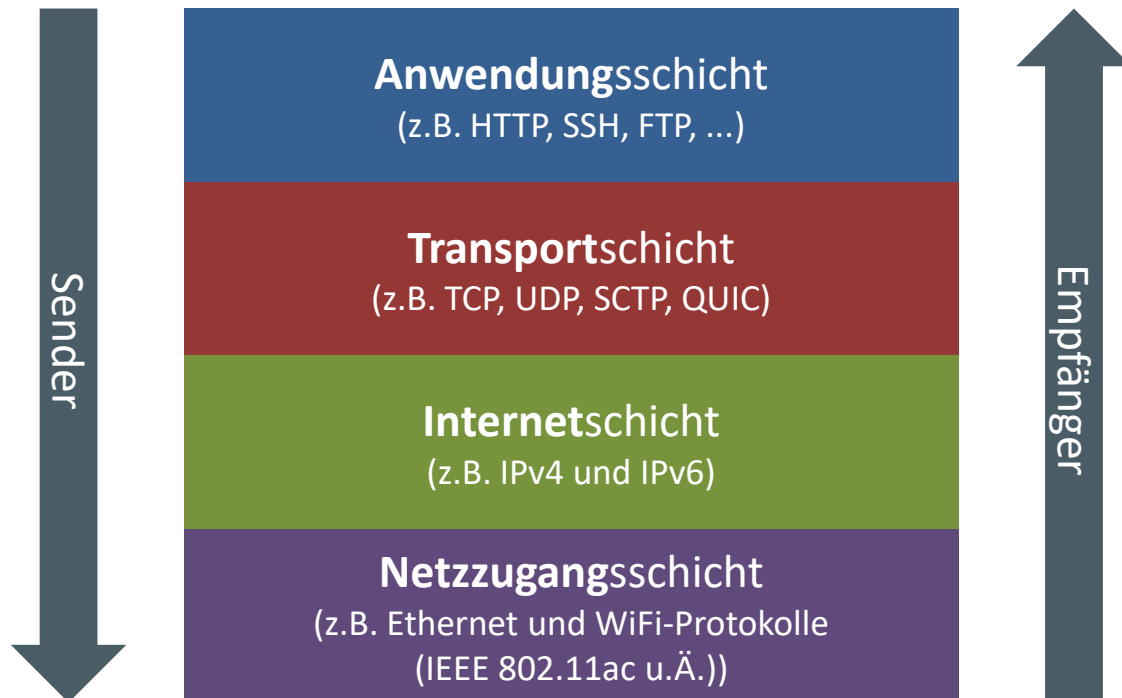 Sender
Anwendungsschicht
(z.B. HTTP, SSH, FTP, ...)
Transportschicht
(z.B. TCP, UDP, SCTP, QUIC)
Internetschicht
(z.B. IPv4 und IPv6)
Netzzugangsschicht
(z.B. Ethernet und WiFi-Protokolle
(IEEE 802.11ac u.Ä.))
Empfänger